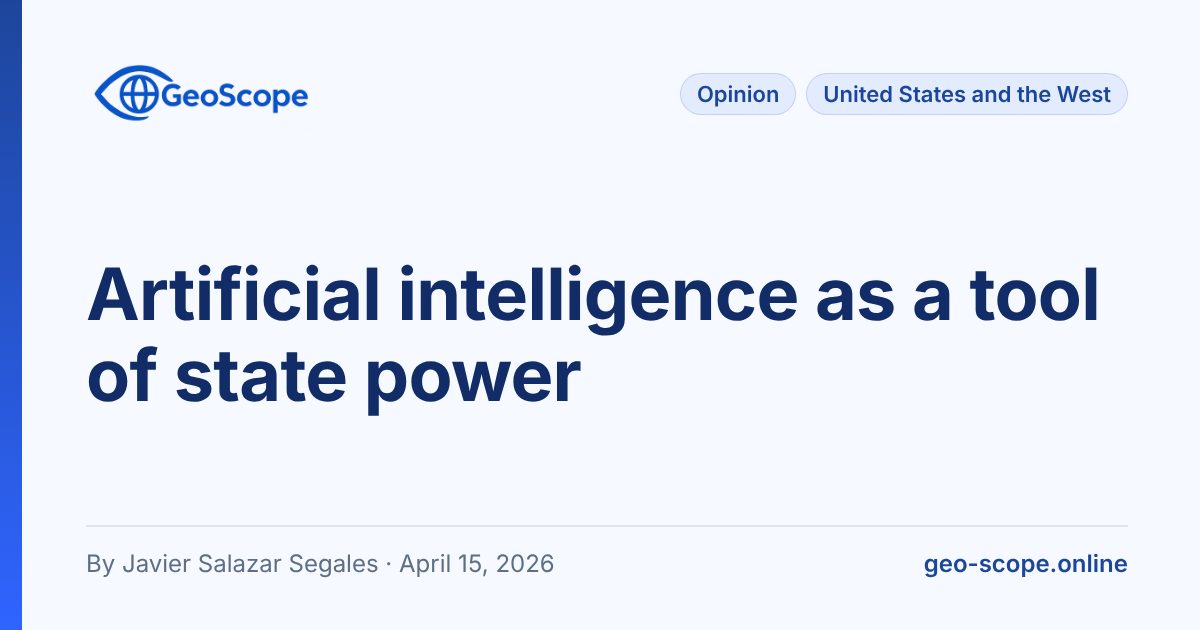 GeoScope
Opinion
United States and the West
Artificial intelligence as a tool
of state power
By Javier Salazar Segales · April 15, 2026
geo-scope.online